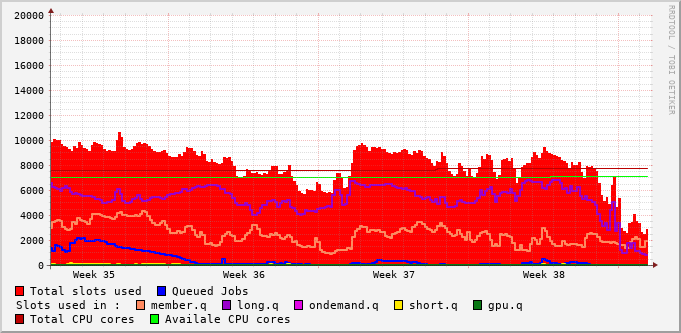 20000
18000
16000
14000
12000
10000
8000
6000
4000
2000
0
Week 35 Week 36 Week 37 Week 38
Total slots used Queued Jobs
Slots used in : member.q long.q ondemand.q short.q gpu.q
Total CPU cores Availale CPU cores
RRDTOOL / TOBI OETIKER